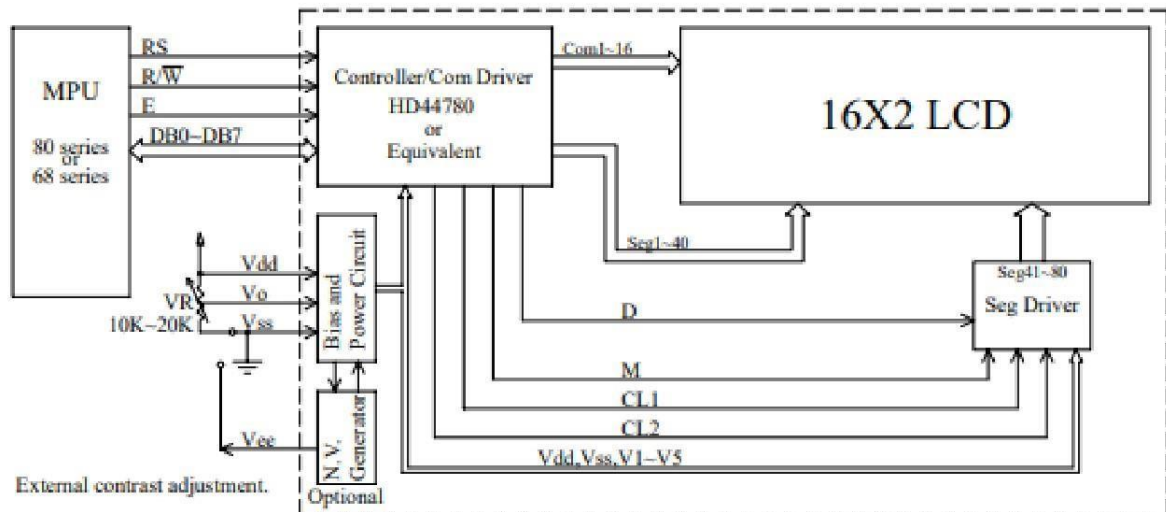 MPU
80 series
or
68 series
RS
R/W̅
E
DB0~DB7
Controller/Com Driver
HD44780
or
Equivalent
Com1~16
16X2 LCD
Seg1~40
Seg41~80
Seg Driver
Vdd
Vo
Vss
VR
10K~20K
Bias and
Power Circuit
D
M
CL1
CL2
Vdd,Vss,V1~V5
Vee
N.V.
Generator
Optional
External contrast adjustment.